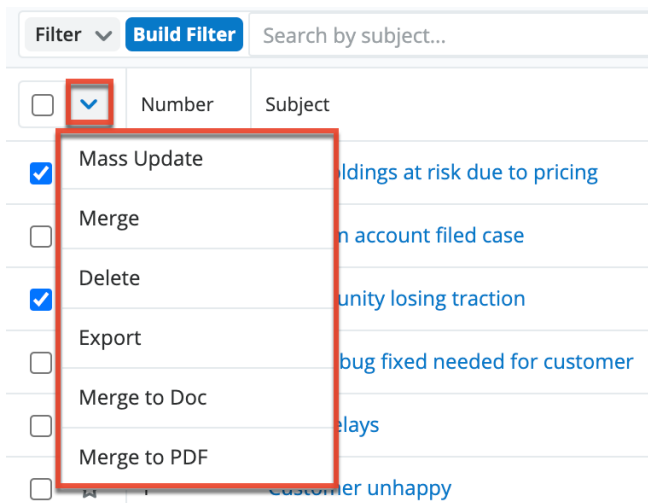 Filter Build Filter Search by subject...
Number Subject
Mass Update
ldings at risk due to pricing
Merge
account filed case
Delete
unity losing traction
Export
bug fixed needed for customer
Merge to Doc
elays
Merge to PDF
Customer unhappy